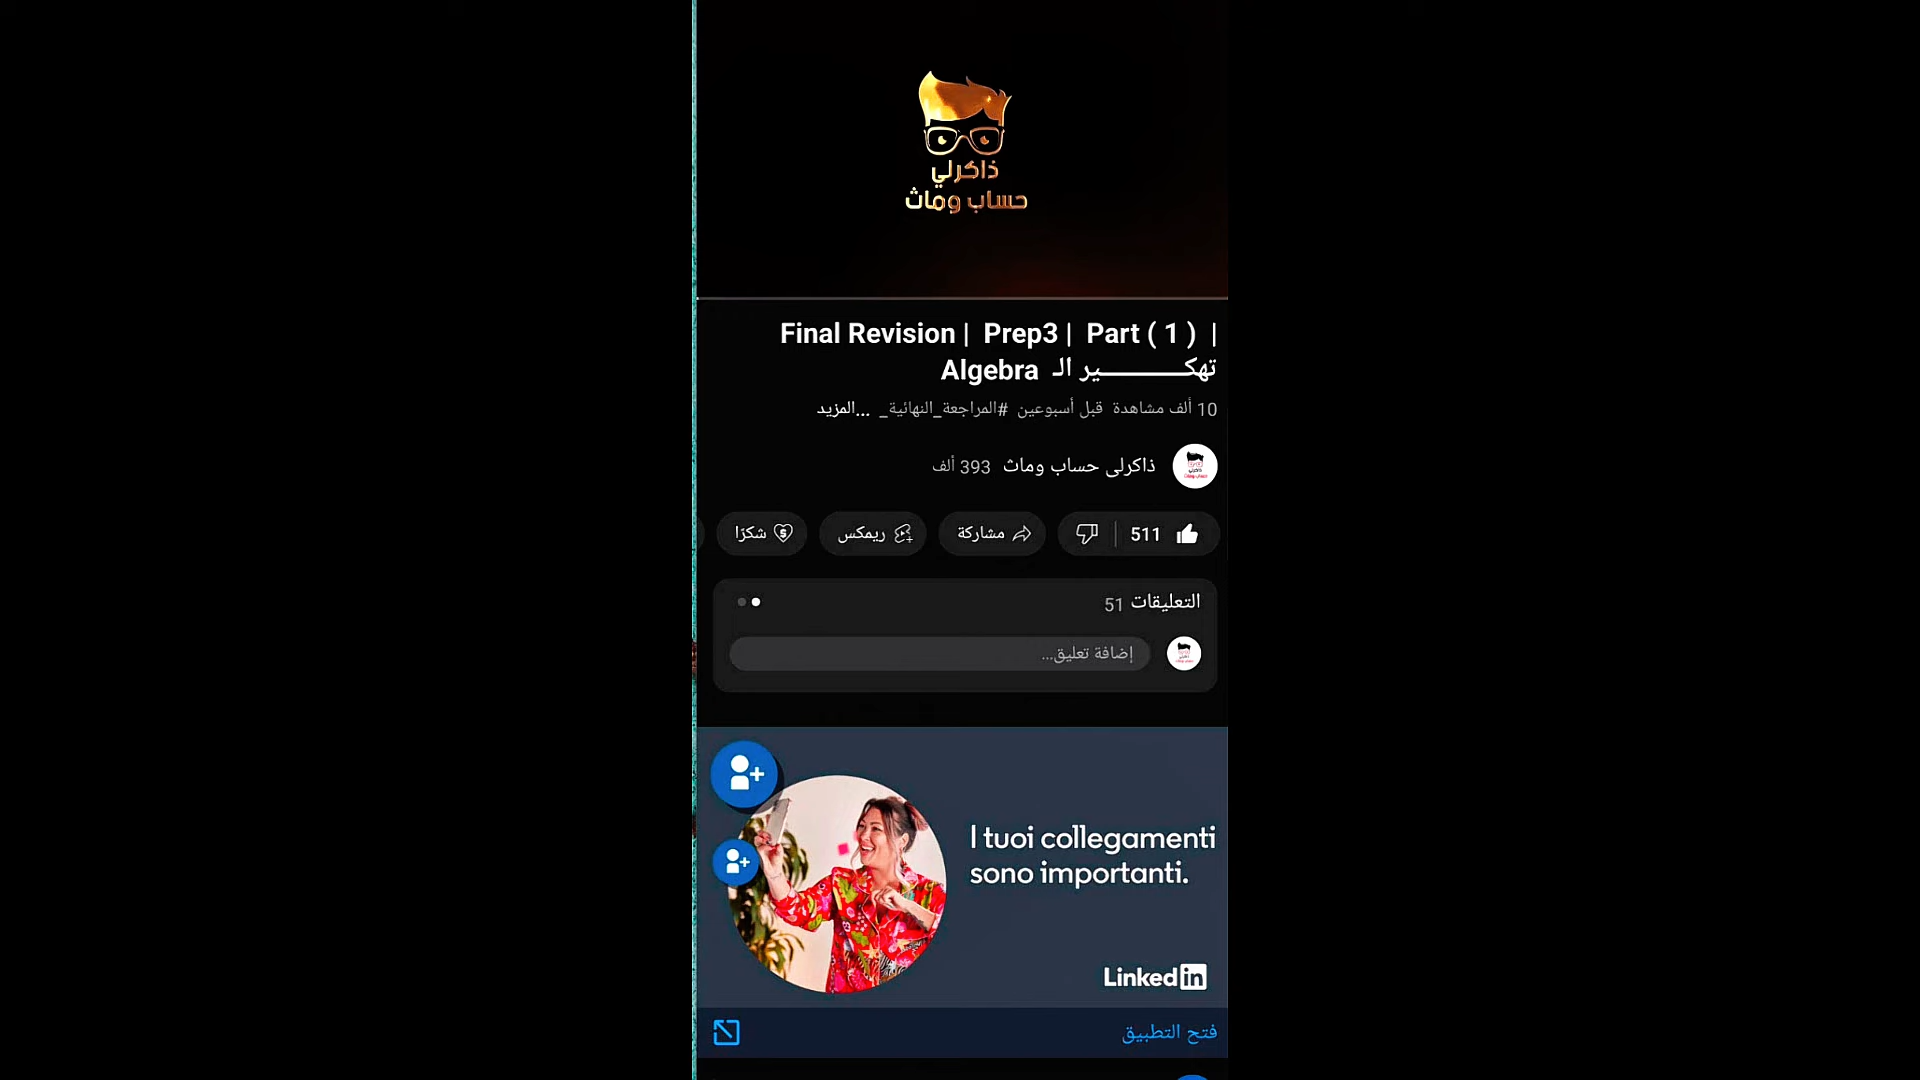 ذاكرلي
حساب وماث
Final Revision | Prep3 | Part ( 1 ) |
تهكـــــــــــــير الـ Algebra
10 ألف مشاهدة قبل أسبوعين #المراجعة_النهائية_ ...المزيد
ذاكرلى حساب وماث 393 ألف
511
مشاركة
ريمكس
شكرًا
التعليقات 51
إضافة تعليق...
I tuoi collegamenti
sono importanti.
Linkedin
فتح التطبيق